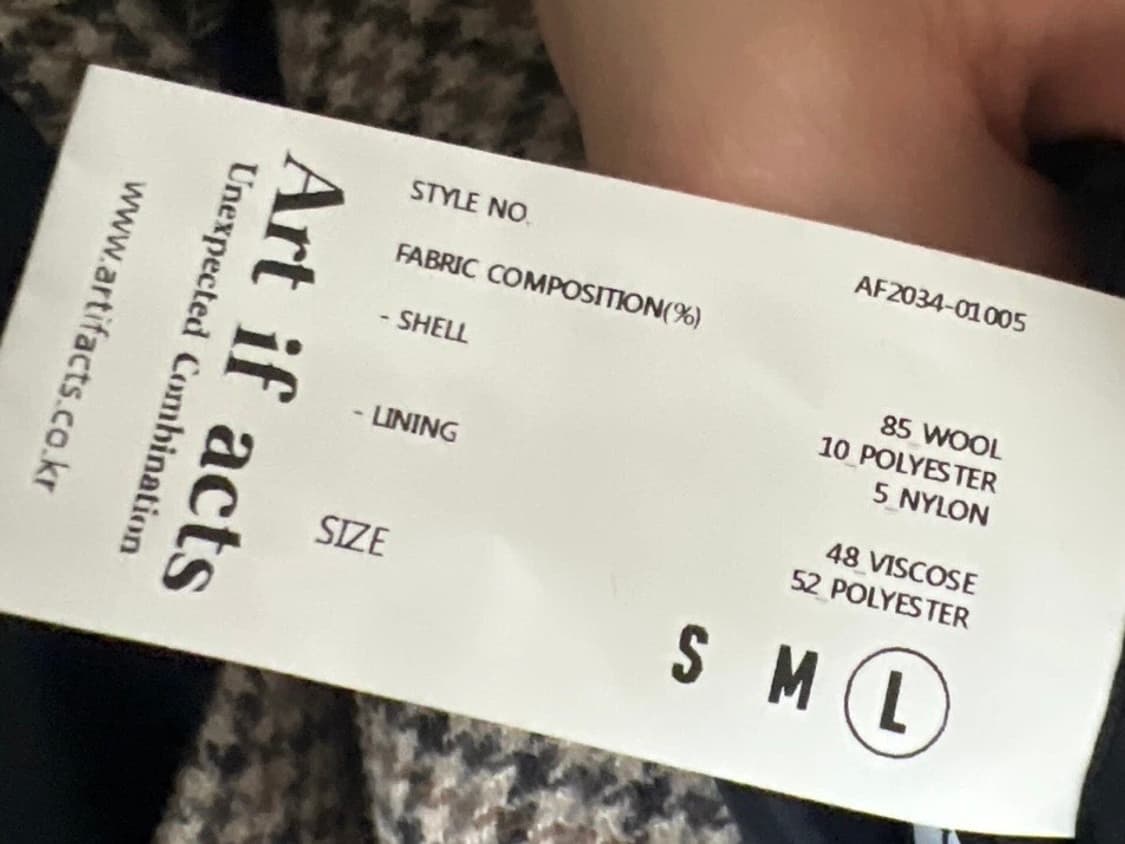 Art if acts
Unexpected Combination
www.artifacts.co.kr
STYLE NO. AF2034-01005
FABRIC COMPOSITION(%)
- SHELL 85 WOOL
10 POLYESTER
5 NYLON
- LINING 48 VISCOSE
52 POLYESTER
SIZE S M L